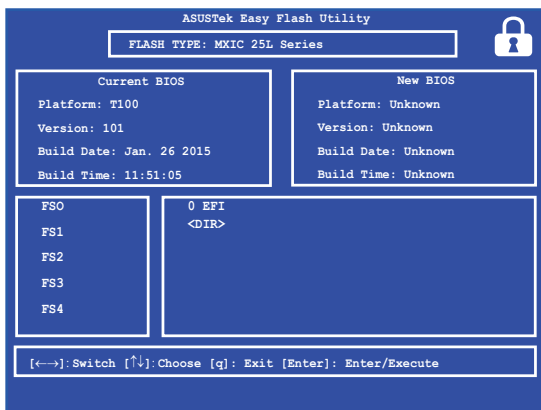 ASUSTek Easy Flash Utility
FLASH TYPE: MXIC 25L Series
Current BIOS
Platform: T100
Version: 101
Build Date: Jan. 26 2015
Build Time: 11:51:05
New BIOS
Platform: Unknown
Version: Unknown
Build Date: Unknown
Build Time: Unknown
FSO
FS1
FS2
FS3
FS4
0 EFI
<DIR>
[←→]: Switch [↑↓]: Choose [q]: Exit [Enter]: Enter/Execute